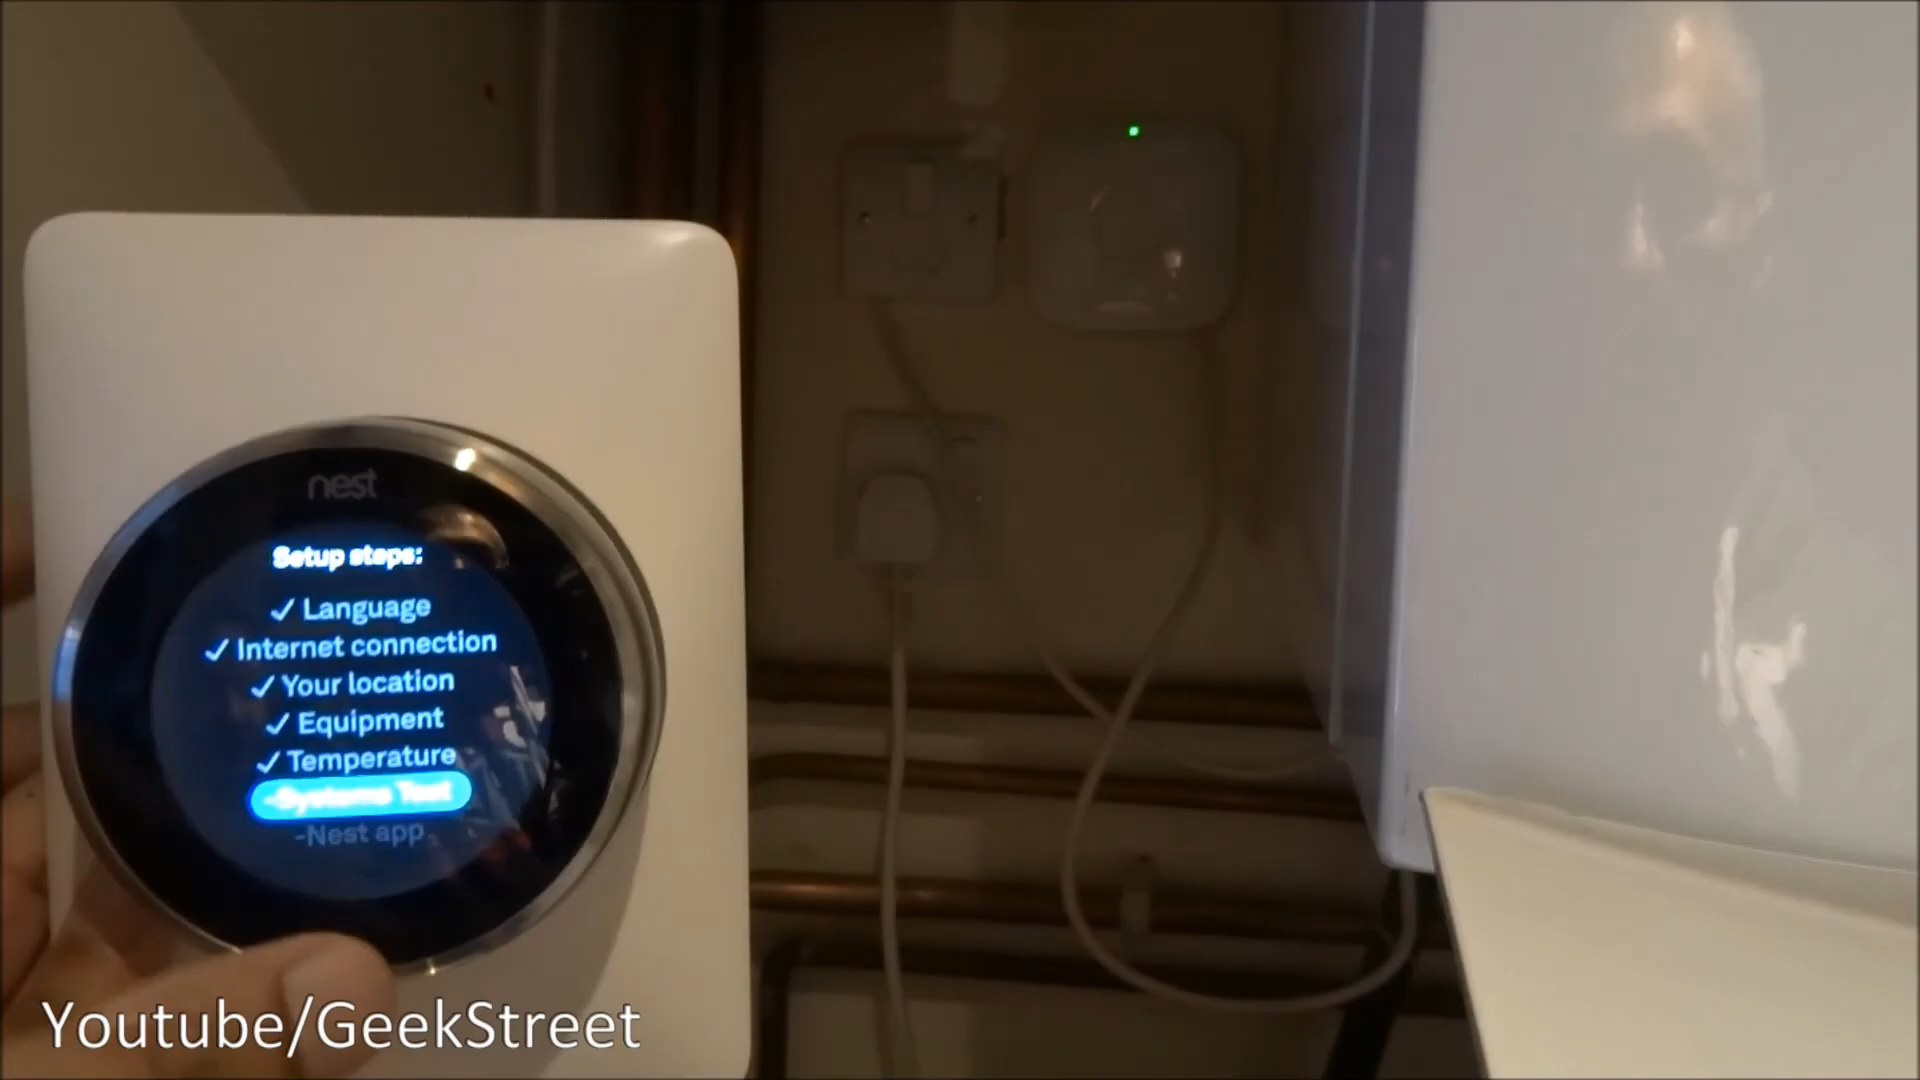 nest
Setup steps:
✓ Language
✓ Internet connection
✓ Your location
✓ Equipment
✓ Temperature
-Systems Test
-Nest app
Youtube/GeekStreet